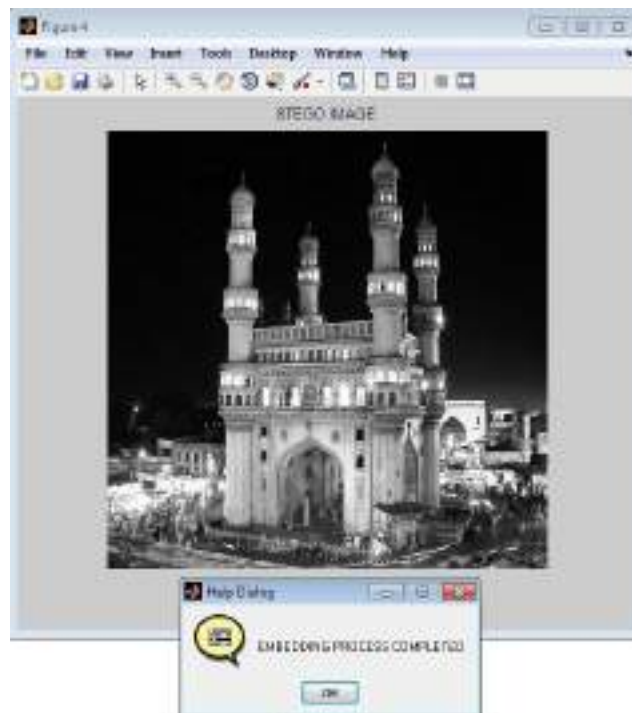 Figure 4
File Edit View Insert Tools Desktop Window Help
STEGO IMAGE
Help Dialog
EMBEDDING PROCESS COMPLETED
OK